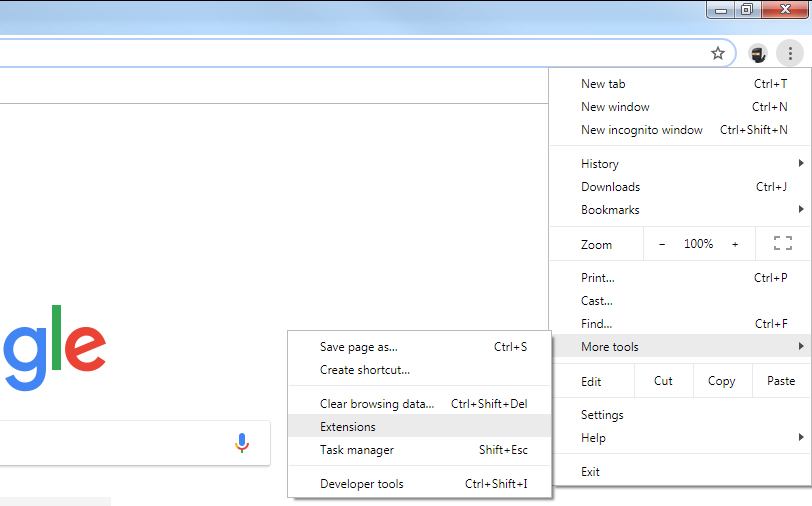 New tab Ctrl+T
New window Ctrl+N
New incognito window Ctrl+Shift+N
History
Downloads Ctrl+J
Bookmarks
Zoom − 100% +
Print... Ctrl+P
Cast...
Find... Ctrl+F
More tools
Edit Cut Copy Paste
Settings
Help
Exit
gle
Save page as... Ctrl+S
Create shortcut...
Clear browsing data... Ctrl+Shift+Del
Extensions
Task manager Shift+Esc
Developer tools Ctrl+Shift+I